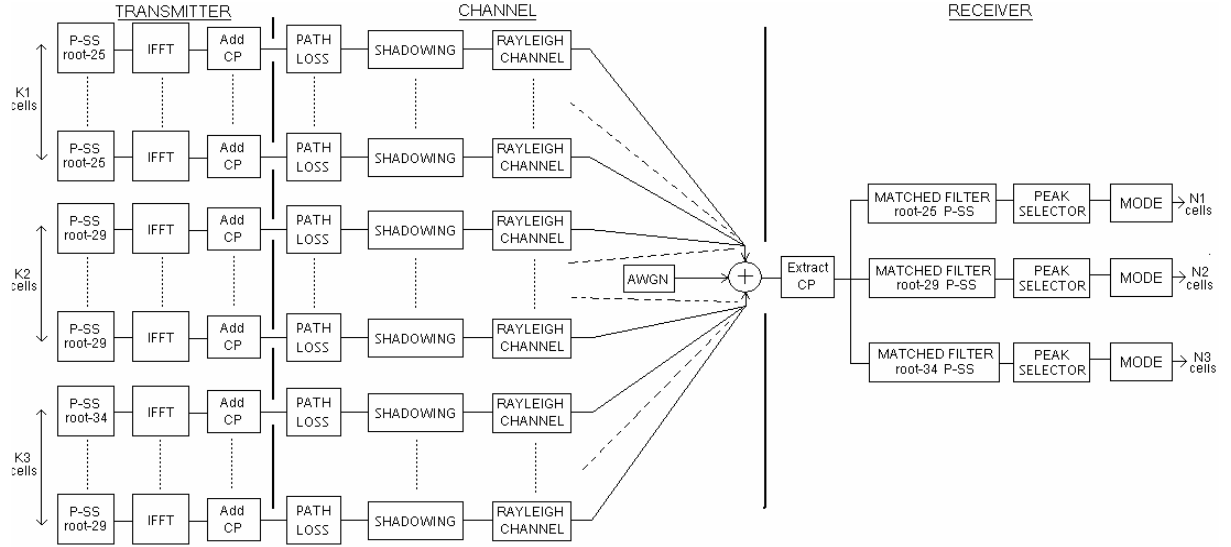 TRANSMITTER CHANNEL RECEIVER
P-SS root-25 IFFT Add CP PATH LOSS SHADOWING RAYLEIGH CHANNEL
K1 cells
P-SS root-25 IFFT Add CP PATH LOSS SHADOWING RAYLEIGH CHANNEL
MATCHED FILTER root-25 P-SS PEAK SELECTOR MODE N1 cells
P-SS root-29 IFFT Add CP PATH LOSS SHADOWING RAYLEIGH CHANNEL
K2 cells
AWGN + Extract CP MATCHED FILTER root-29 P-SS PEAK SELECTOR MODE N2 cells
P-SS root-29 IFFT Add CP PATH LOSS SHADOWING RAYLEIGH CHANNEL
MATCHED FILTER root-34 P-SS PEAK SELECTOR MODE N3 cells
P-SS root-34 IFFT Add CP PATH LOSS SHADOWING RAYLEIGH CHANNEL
K3 cells
P-SS root-29 IFFT Add CP PATH LOSS SHADOWING RAYLEIGH CHANNEL